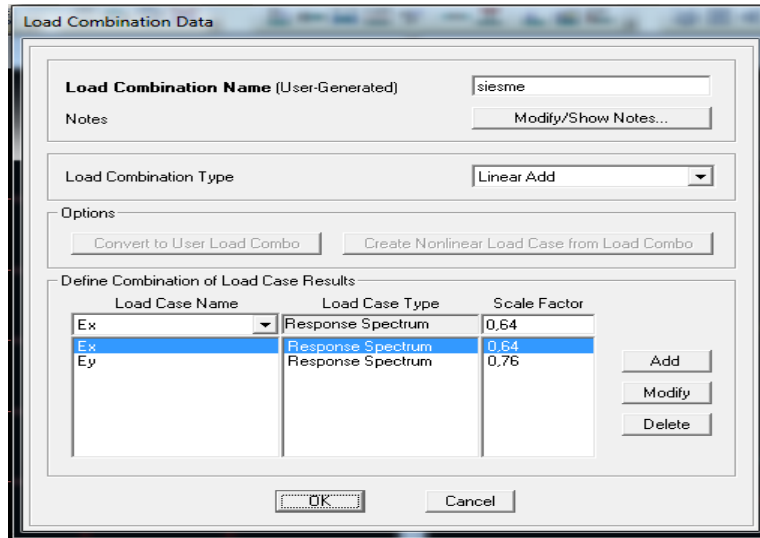 Load Combination Data
Load Combination Name (User-Generated) siesme
Notes Modify/Show Notes...
Load Combination Type Linear Add
Options
Convert to User Load Combo Create Nonlinear Load Case from Load Combo
Define Combination of Load Case Results
Load Case Name Load Case Type Scale Factor
Ex Response Spectrum 0,64
Ex Response Spectrum 0,64
Ey Response Spectrum 0,76
Add
Modify
Delete
OK Cancel